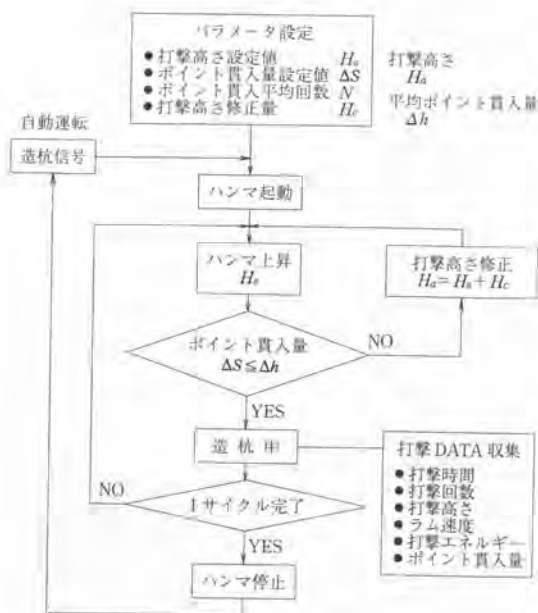 パラメータ設定
●打撃高さ設定値 Hₛ
●ポイント貫入量設定値 ΔS
●ポイント貫入平均回数 N
●打撃高さ修正量 H꜀
打撃高さ
Hₐ
平均ポイント貫入量
Δh
自動運転
造杭信号
ハンマ起動
ハンマ上昇
Hₛ
打撃高さ修正
Hₐ=Hₛ+H꜀
ポイント貫入量
ΔS≦Δh
NO
YES
造杭中
打撃DATA収集
●打撃時間
●打撃回数
●打撃高さ
●ラム速度
●打撃エネルギー
●ポイント貫入量
NO
1サイクル完了
YES
ハンマ停止